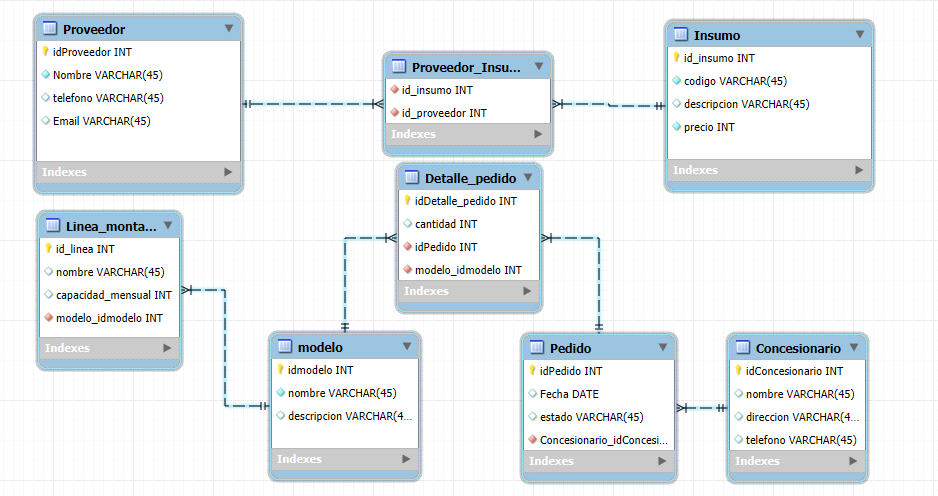 Proveedor
idProveedor INT
Nombre VARCHAR(45)
telefono VARCHAR(45)
Email VARCHAR(45)
Indexes
Proveedor_Insu...
id_insumo INT
id_proveedor INT
Indexes
Insumo
id_insumo INT
codigo VARCHAR(45)
descripcion VARCHAR(45)
precio INT
Indexes
Detalle_pedido
idDetalle_pedido INT
cantidad INT
idPedido INT
modelo_idmodelo INT
Indexes
Linea_monta...
id_linea INT
nombre VARCHAR(45)
capacidad_mensual INT
modelo_idmodelo INT
Indexes
modelo
idmodelo INT
nombre VARCHAR(45)
descripcion VARCHAR(4...
Indexes
Pedido
idPedido INT
Fecha DATE
estado VARCHAR(45)
Concesionario_idConcesi...
Indexes
Concesionario
idConcesionario INT
nombre VARCHAR(45)
direccion VARCHAR(4...
telefono VARCHAR(45)
Indexes